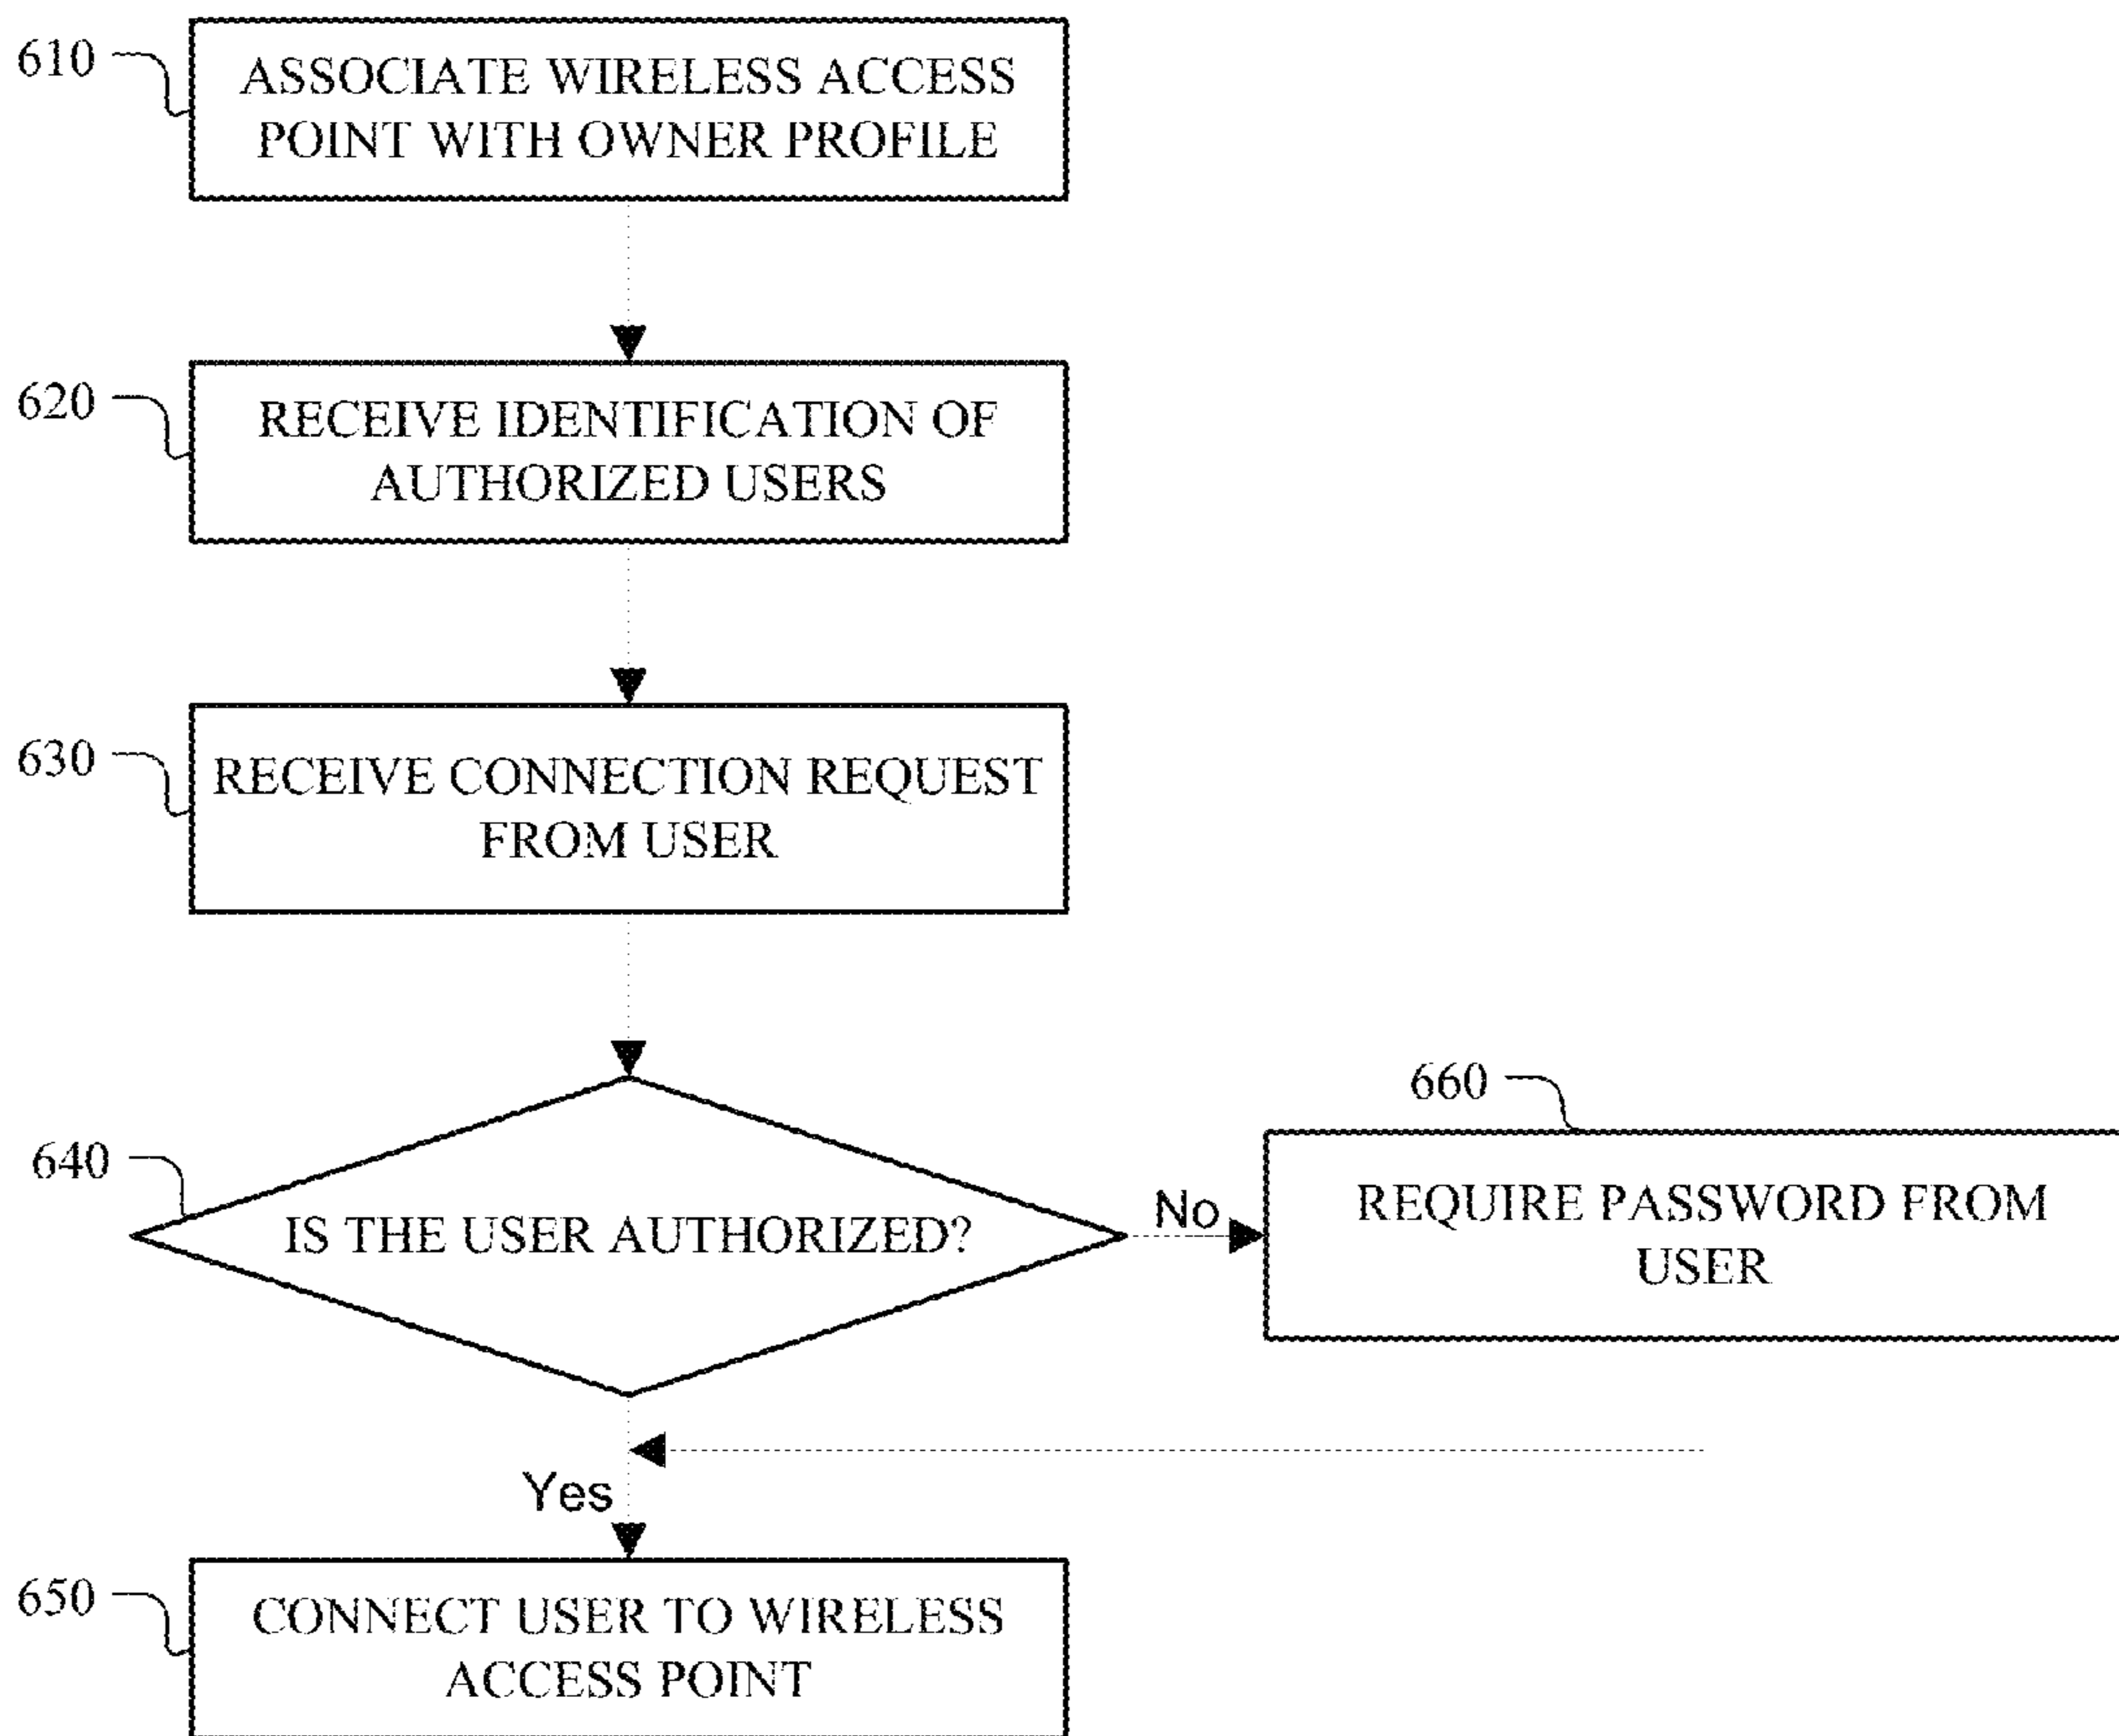 610
ASSOCIATE WIRELESS ACCESS
POINT WITH OWNER PROFILE
620
RECEIVE IDENTIFICATION OF
AUTHORIZED USERS
630
RECEIVE CONNECTION REQUEST
FROM USER
640
IS THE USER AUTHORIZED?
No
660
REQUIRE PASSWORD FROM
USER
Yes
650
CONNECT USER TO WIRELESS
ACCESS POINT